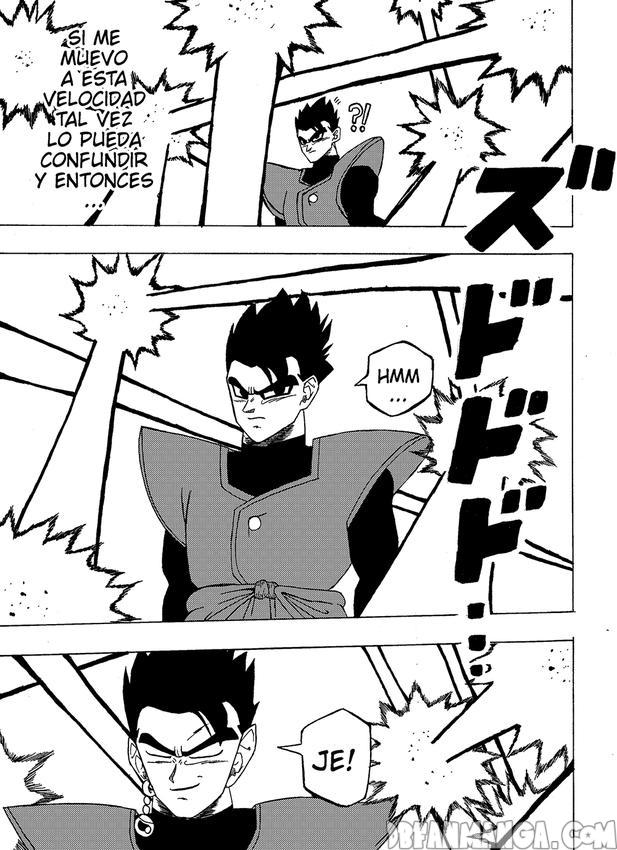 SI ME
MUEVO
A ESTA
VELOCIDAD
TAL VEZ
LO PUEDA
CONFUNDIR
Y ENTONCES
...
?!
ズ
ドドド...
HMM
...
JE!
DBFANMANGA.COM